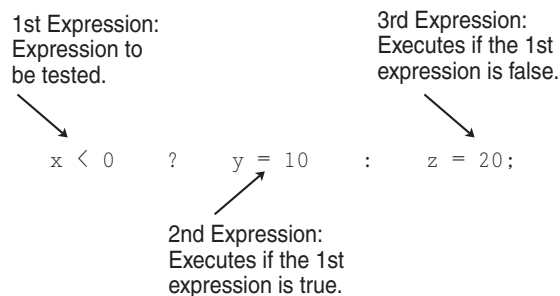 1st Expression:
Expression to
be tested.
3rd Expression:
Executes if the 1st
expression is false.
x < 0 ? y = 10 : z = 20;
2nd Expression:
Executes if the 1st
expression is true.